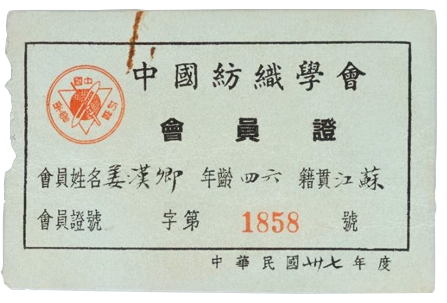 中國紡織學會
會員證
會員姓名姜漢卿 年齡四六 籍貫江蘇
會員證號 字第 1858 號
中華民國卅七年度